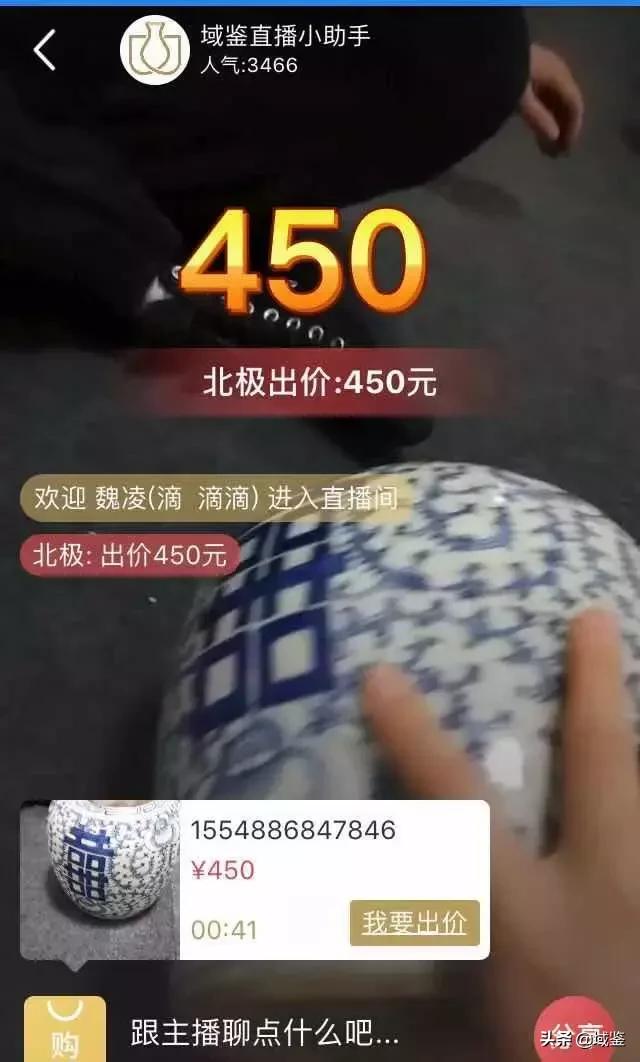 域鉴直播小助手
人气:3466
450
北极出价:450元
欢迎 魏凌(滴 滴滴) 进入直播间
北极: 出价450元
囍
1554886847846
¥450
00:41
我要出价
购
跟主播聊点什么吧...
分享
头条 @域鉴